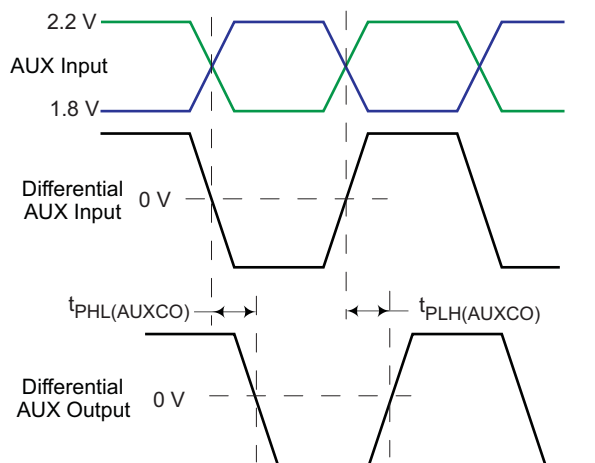 2.2 V
AUX Input
1.8 V
Differential
AUX Input
0 V
tPHL(AUXCO)
tPLH(AUXCO)
Differential
AUX Output
0 V